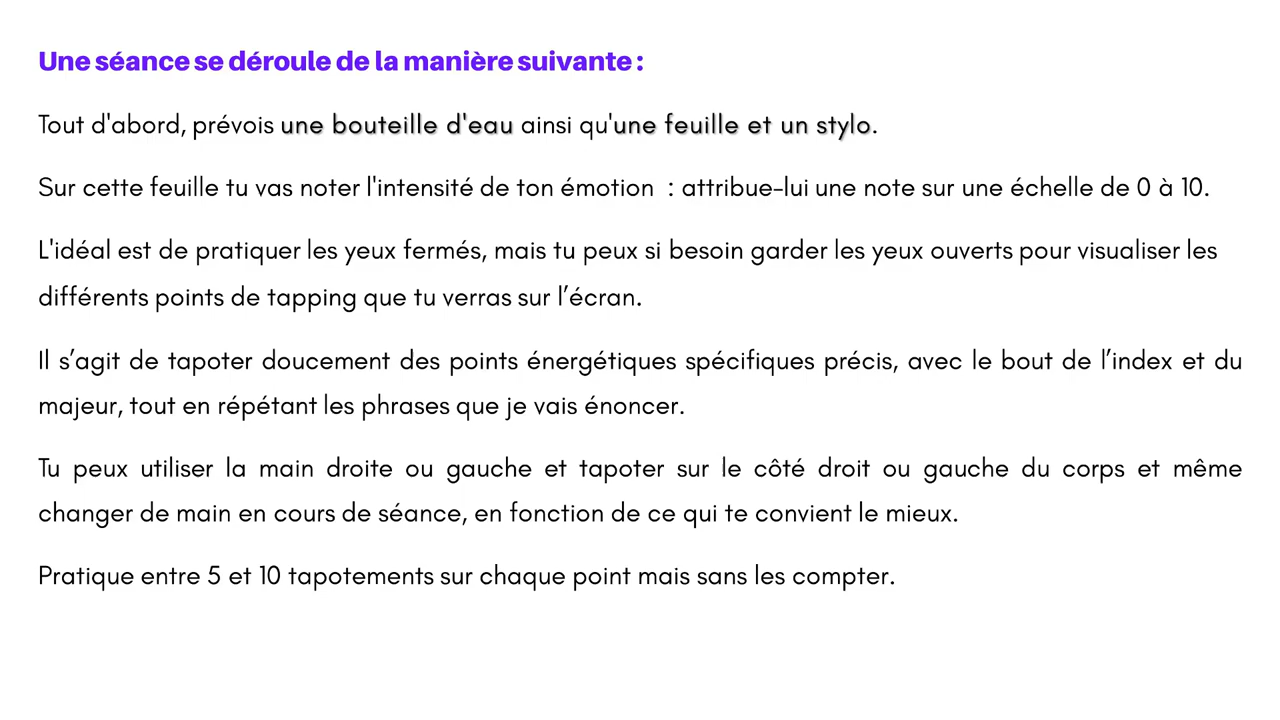 Une séance se déroule de la manière suivante :
Tout d'abord, prévois une bouteille d'eau ainsi qu'une feuille et un stylo.
Sur cette feuille tu vas noter l'intensité de ton émotion  : attribue-lui une note sur une échelle de 0 à 10.
L'idéal est de pratiquer les yeux fermés, mais tu peux si besoin garder les yeux ouverts pour visualiser les
différents points de tapping que tu verras sur l’écran.
Il s’agit de tapoter doucement des points énergétiques spécifiques précis, avec le bout de l’index et du
majeur, tout en répétant les phrases que je vais énoncer.
Tu peux utiliser la main droite ou gauche et tapoter sur le côté droit ou gauche du corps et même
changer de main en cours de séance, en fonction de ce qui te convient le mieux.
Pratique entre 5 et 10 tapotements sur chaque point mais sans les compter.